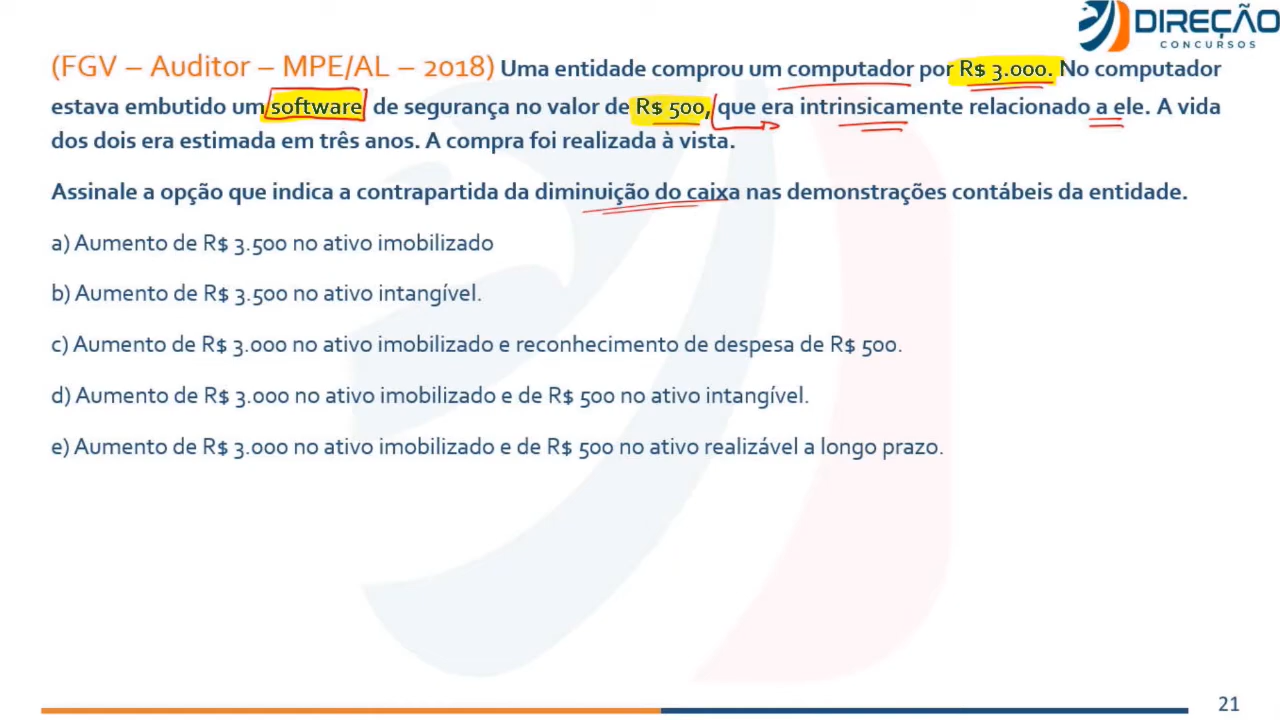 DIREÇÃO
CONCURSOS
(FGV – Auditor – MPE/AL – 2018) Uma entidade comprou um computador por R$ 3.000. No computador
estava embutido um software de segurança no valor de R$ 500, que era intrinsicamente relacionado a ele. A vida
dos dois era estimada em três anos. A compra foi realizada à vista.
Assinale a opção que indica a contrapartida da diminuição do caixa nas demonstrações contábeis da entidade.
a) Aumento de R$ 3.500 no ativo imobilizado
b) Aumento de R$ 3.500 no ativo intangível.
c) Aumento de R$ 3.000 no ativo imobilizado e reconhecimento de despesa de R$ 500.
d) Aumento de R$ 3.000 no ativo imobilizado e de R$ 500 no ativo intangível.
e) Aumento de R$ 3.000 no ativo imobilizado e de R$ 500 no ativo realizável a longo prazo.
21